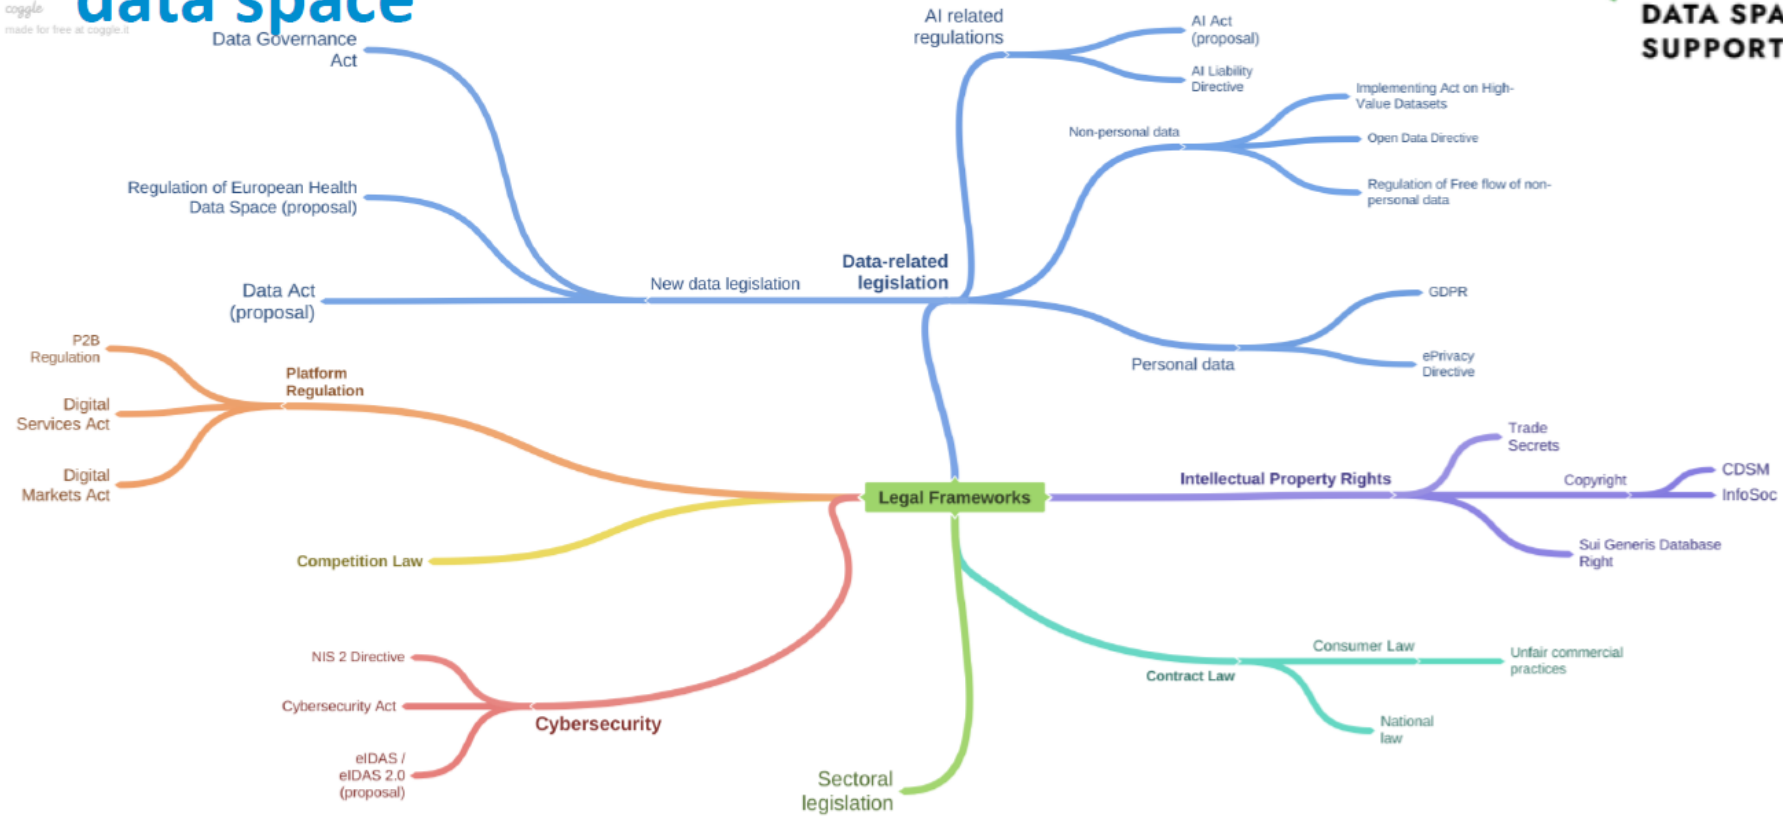 coggle
made for free at coggle.it
data space
DATA SPA
SUPPORT
AI related
regulations
AI Act
(proposal)
AI Liability
Directive
Data Governance
Act
Implementing Act on High-
Value Datasets
Non-personal data
Open Data Directive
Regulation of Free flow of non-
personal data
Regulation of European Health
Data Space (proposal)
Data-related
legislation
New data legislation
Data Act
(proposal)
GDPR
Personal data
ePrivacy
Directive
P2B
Regulation
Platform
Regulation
Digital
Services Act
Digital
Markets Act
Trade
Secrets
Intellectual Property Rights
Copyright
CDSM
InfoSoc
Legal Frameworks
Sui Generis Database
Right
Competition Law
NIS 2 Directive
Cybersecurity Act
Cybersecurity
eIDAS /
eIDAS 2.0
(proposal)
Consumer Law
Unfair commercial
practices
Contract Law
National
law
Sectoral
legislation